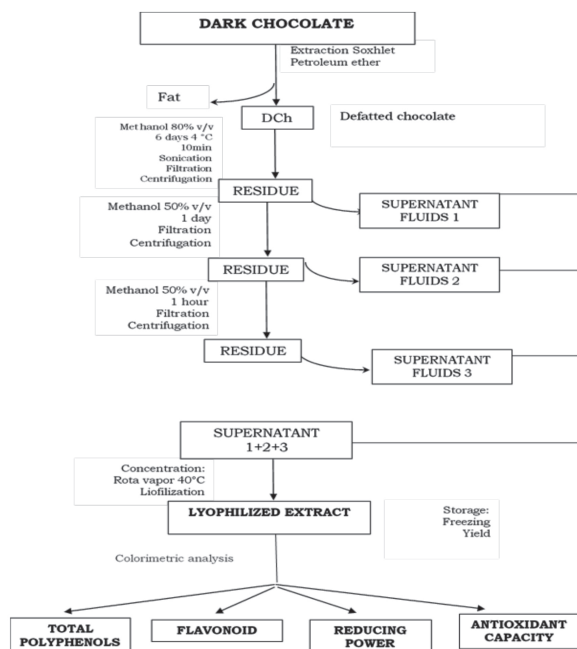 DARK CHOCOLATE
Extraction Soxhlet
Petroleum ether
Fat
DCh
Defatted chocolate
Methanol 80% v/v
6 days 4 °C
10min
Sonication
Filtration
Centrifugation
RESIDUE
SUPERNATANT
FLUIDS 1
Methanol 50% v/v
1 day
Filtration
Centrifugation
RESIDUE
SUPERNATANT
FLUIDS 2
Methanol 50% v/v
1 hour
Filtration
Centrifugation
RESIDUE
SUPERNATANT
FLUIDS 3
SUPERNATANT
1+2+3
Concentration:
Rota vapor 40°C
Liofilization
LYOPHILIZED EXTRACT
Storage:
Freezing
Yield
Colorimetric analysis
TOTAL
POLYPHENOLS
FLAVONOID
REDUCING
POWER
ANTIOXIDANT
CAPACITY